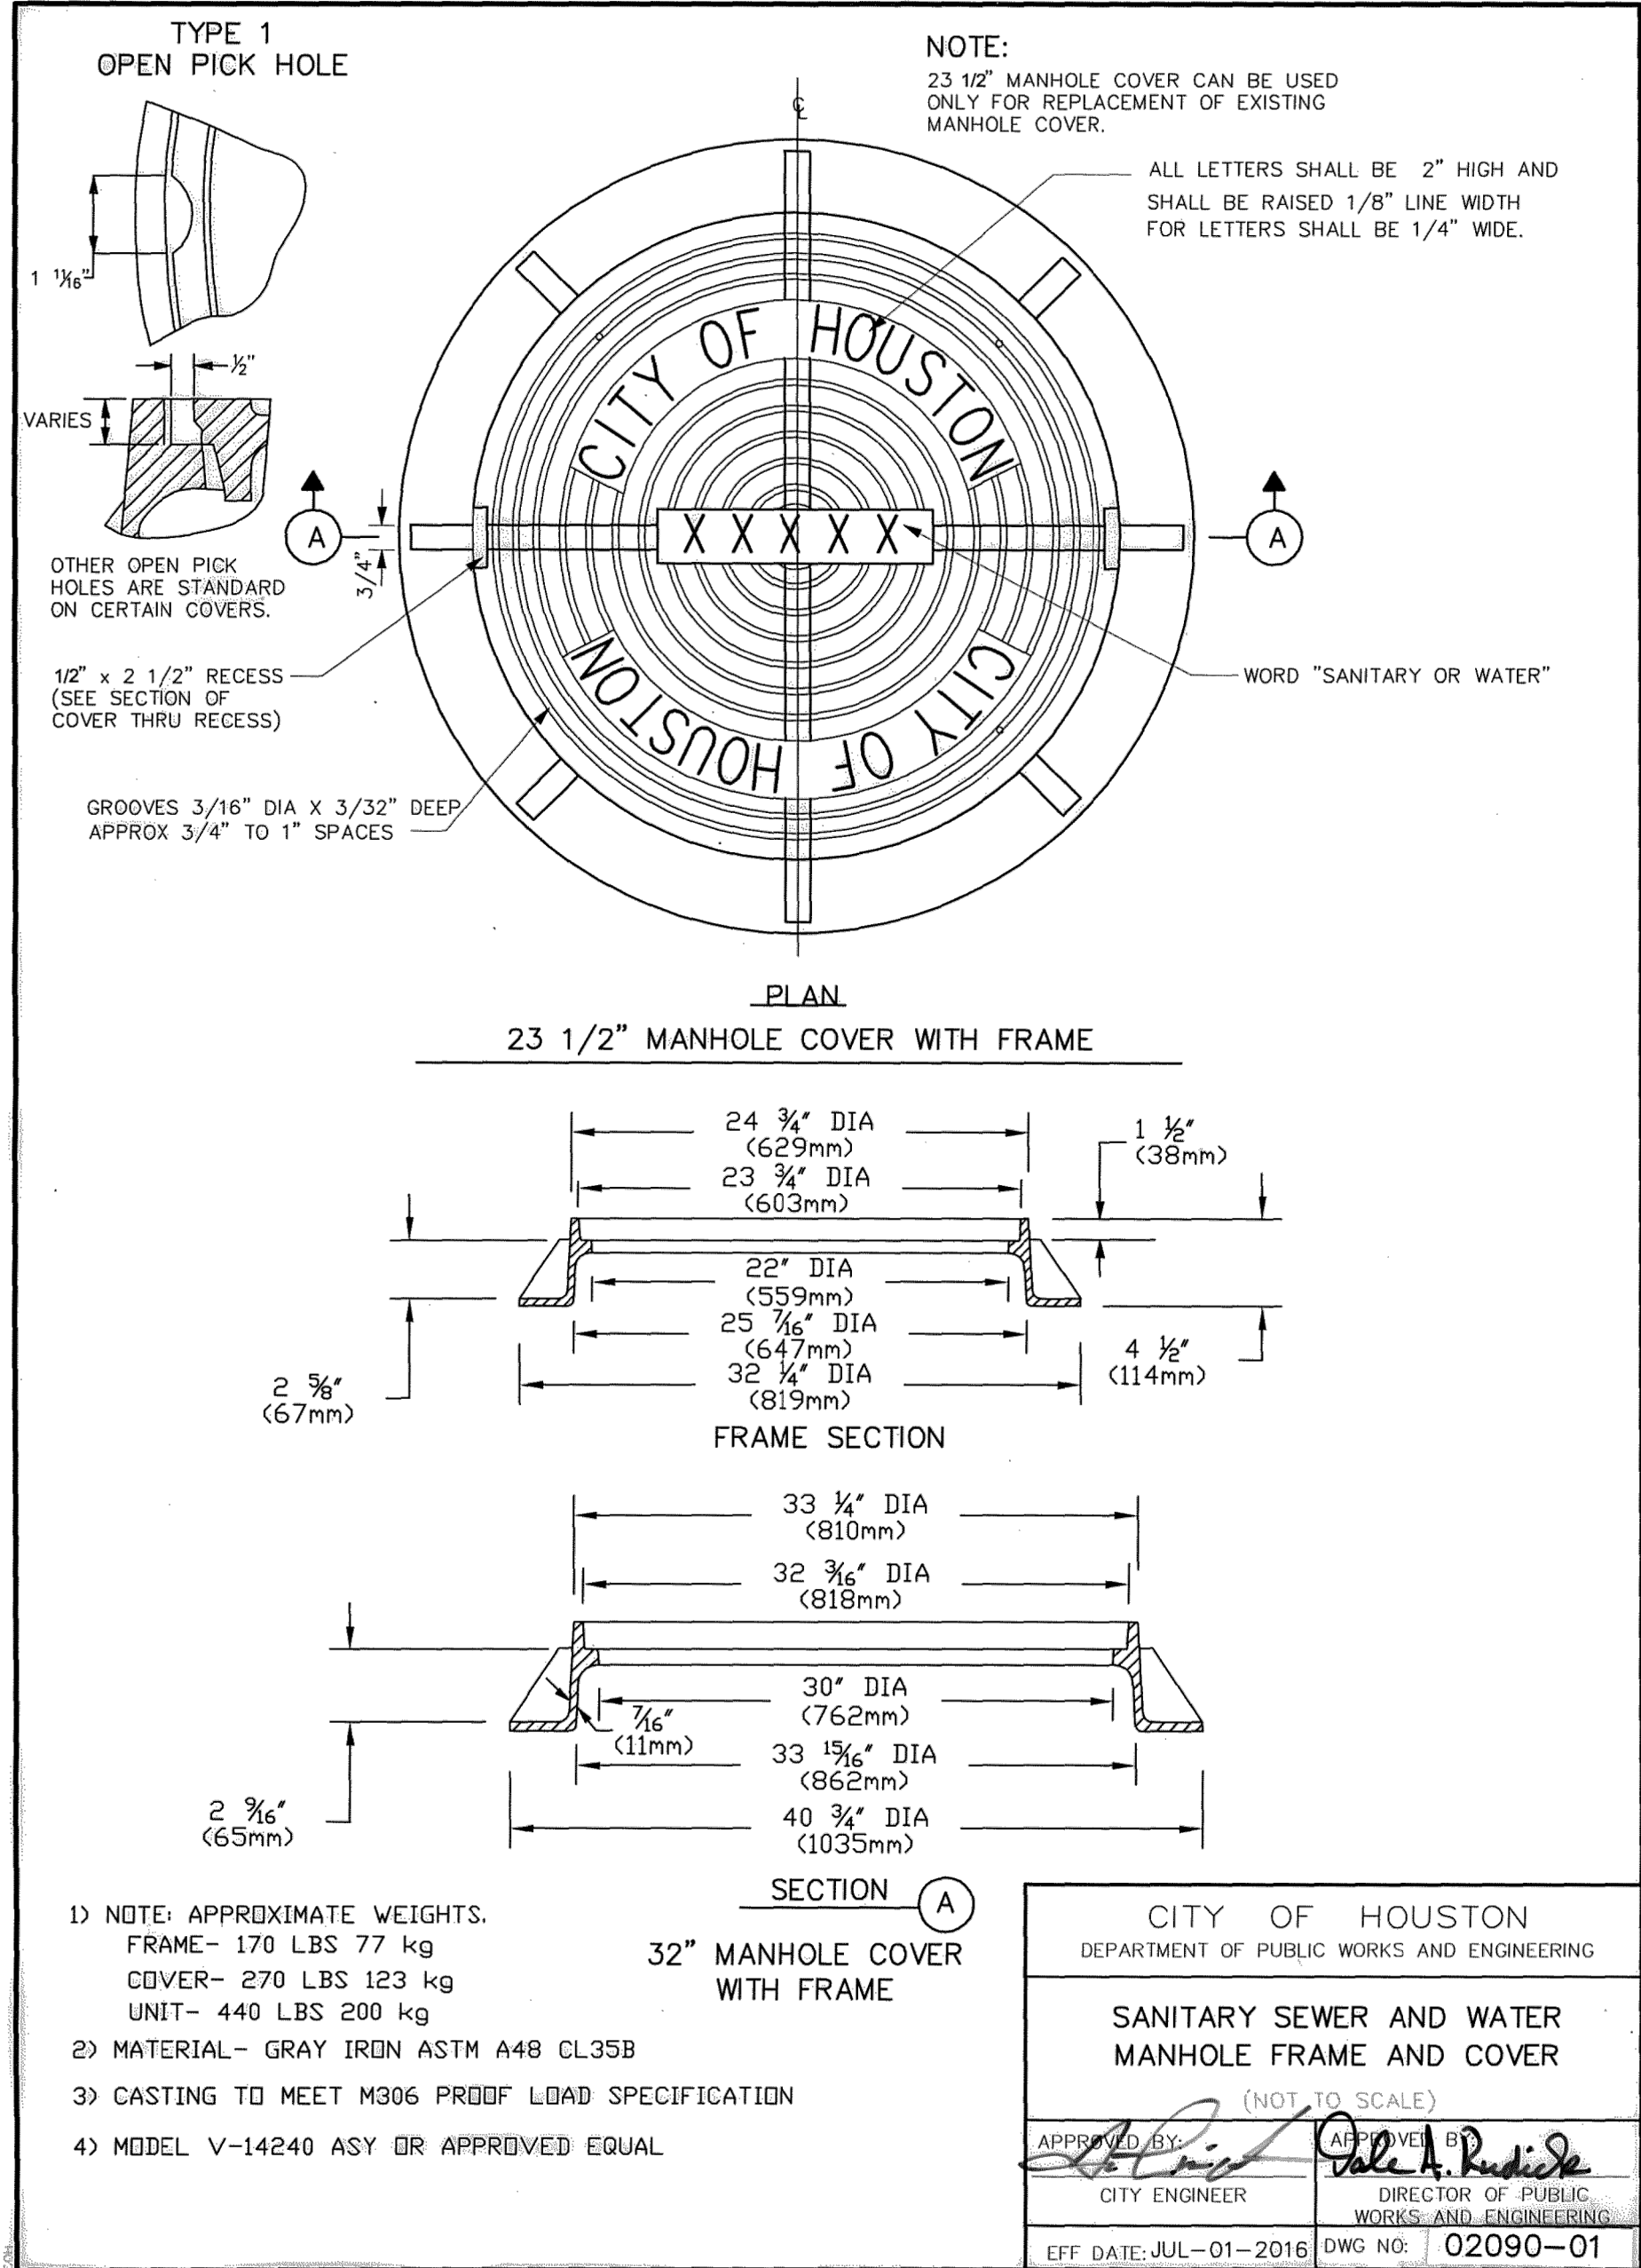 TYPE 1
OPEN PICK HOLE
1 11/16"
1/2"
VARIES
OTHER OPEN PICK
HOLES ARE STANDARD
ON CERTAIN COVERS.
1/2" x 2 1/2" RECESS
(SEE SECTION OF
COVER THRU RECESS)
GROOVES 3/16" DIA X 3/32" DEEP
APPROX 3/4" TO 1" SPACES
NOTE:
23 1/2" MANHOLE COVER CAN BE USED
ONLY FOR REPLACEMENT OF EXISTING
MANHOLE COVER.
ALL LETTERS SHALL BE 2" HIGH AND
SHALL BE RAISED 1/8" LINE WIDTH
FOR LETTERS SHALL BE 1/4" WIDE.
℄
CITY OF HOUSTON
A
3/4"
X X X X X
A
WORD "SANITARY OR WATER"
CITY OF HOUSTON
PLAN
23 1/2" MANHOLE COVER WITH FRAME
24 3/4" DIA
(629mm)
23 3/4" DIA
(603mm)
1 1/2"
(38mm)
22" DIA
(559mm)
25 7/16" DIA
(647mm)
32 1/4" DIA
(819mm)
2 5/8"
(67mm)
4 1/2"
(114mm)
FRAME SECTION
33 1/4" DIA
(810mm)
32 3/16" DIA
(818mm)
30" DIA
(762mm)
7/16"
(11mm)
33 15/16" DIA
(862mm)
40 3/4" DIA
(1035mm)
2 9/16"
(65mm)
SECTION A
32" MANHOLE COVER
WITH FRAME
1) NOTE: APPROXIMATE WEIGHTS.
FRAME- 170 LBS 77 kg
COVER- 270 LBS 123 kg
UNIT- 440 LBS 200 kg
2) MATERIAL- GRAY IRON ASTM A48 CL35B
3) CASTING TO MEET M306 PROOF LOAD SPECIFICATION
4) MODEL V-14240 ASY OR APPROVED EQUAL
CITY OF HOUSTON
DEPARTMENT OF PUBLIC WORKS AND ENGINEERING
SANITARY SEWER AND WATER
MANHOLE FRAME AND COVER
(NOT TO SCALE)
APPROVED BY:
CITY ENGINEER
APPROVED BY:
Dale A. Rudick
DIRECTOR OF PUBLIC
WORKS AND ENGINEERING
EFF DATE: JUL-01-2016
DWG NO: 02090-01